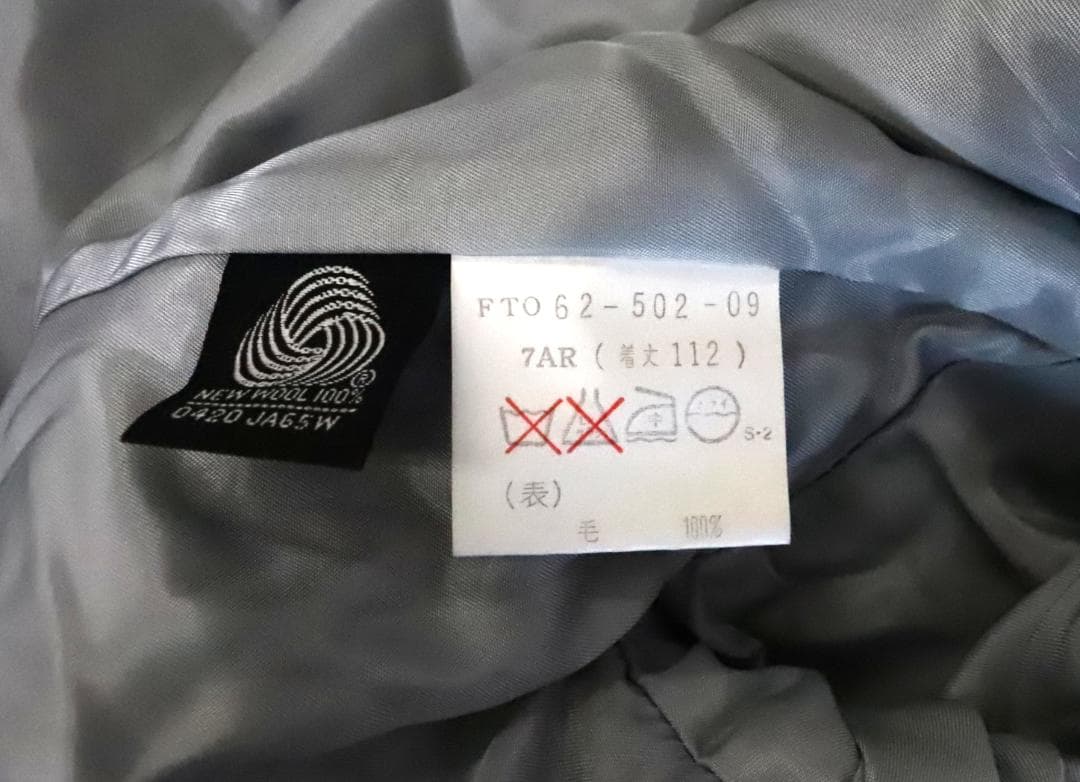 NEW WOOL 100%
0420 JA65W
FTO 62-502-09
7AR (着丈112)
中
S-2
(表)
毛 100%